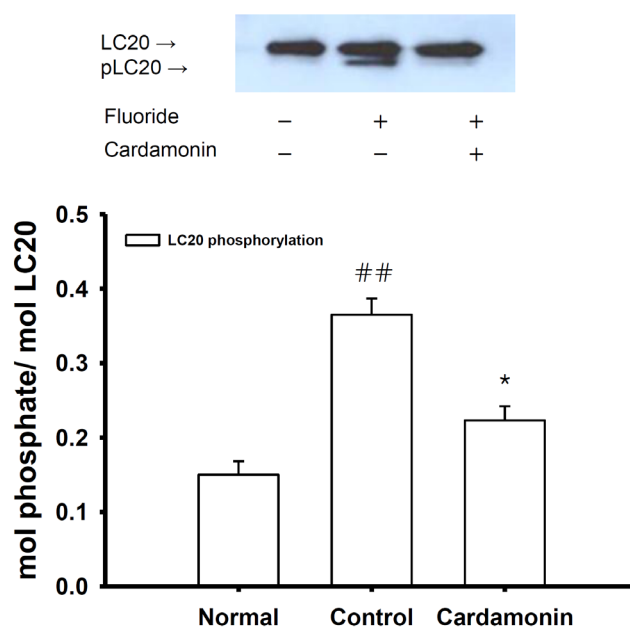 LC20 →
pLC20 →
Fluoride − + +
Cardamonin − − +
0.5
LC20 phosphorylation
##
0.4
0.3
*
0.2
0.1
0.0
mol phosphate/ mol LC20
Normal Control Cardamonin